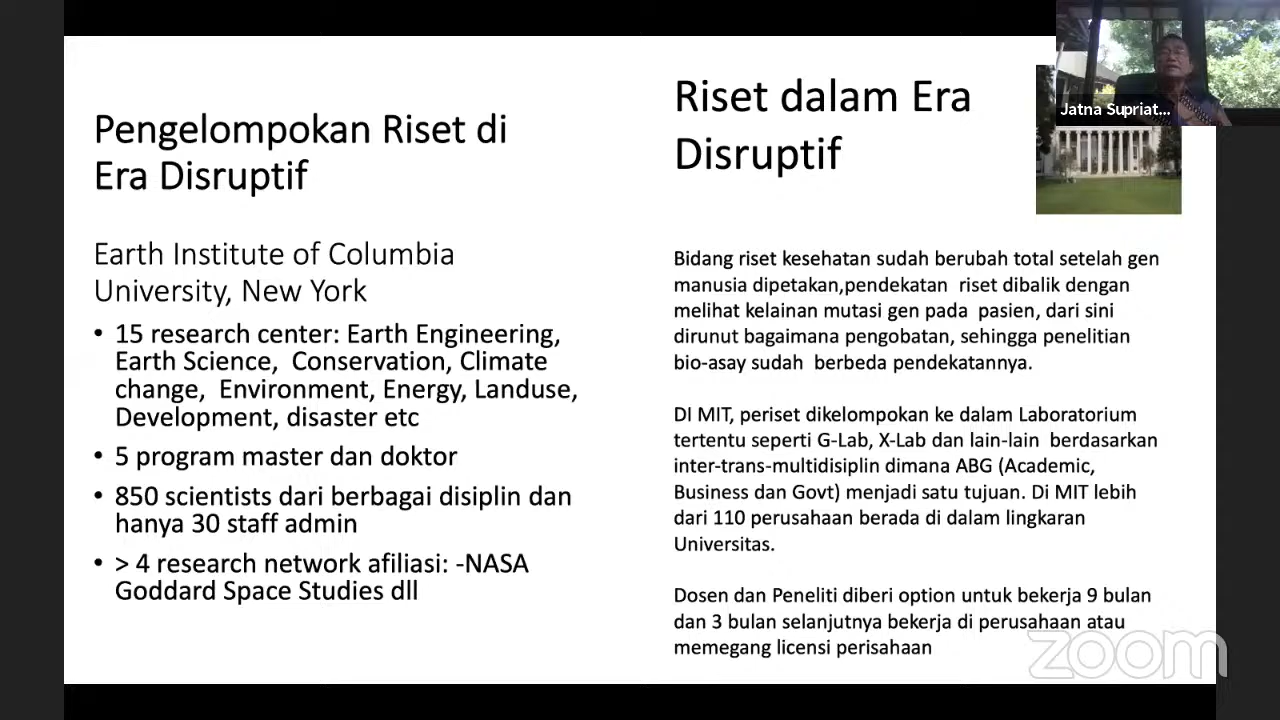 Pengelompokan Riset di
Era Disruptif
Earth Institute of Columbia
University, New York
• 15 research center: Earth Engineering,
Earth Science, Conservation, Climate
change, Environment, Energy, Landuse,
Development, disaster etc
• 5 program master dan doktor
• 850 scientists dari berbagai disiplin dan
hanya 30 staff admin
• > 4 research network afiliasi: -NASA
Goddard Space Studies dll
Riset dalam Era
Disruptif
Jatna Supriat...
Bidang riset kesehatan sudah berubah total setelah gen
manusia dipetakan,pendekatan riset dibalik dengan
melihat kelainan mutasi gen pada pasien, dari sini
dirunut bagaimana pengobatan, sehingga penelitian
bio-asay sudah berbeda pendekatannya.
DI MIT, periset dikelompokan ke dalam Laboratorium
tertentu seperti G-Lab, X-Lab dan lain-lain berdasarkan
inter-trans-multidisiplin dimana ABG (Academic,
Business dan Govt) menjadi satu tujuan. Di MIT lebih
dari 110 perusahaan berada di dalam lingkaran
Universitas.
Dosen dan Peneliti diberi option untuk bekerja 9 bulan
dan 3 bulan selanjutnya bekerja di perusahaan atau
memegang licensi perisahaan
zoom